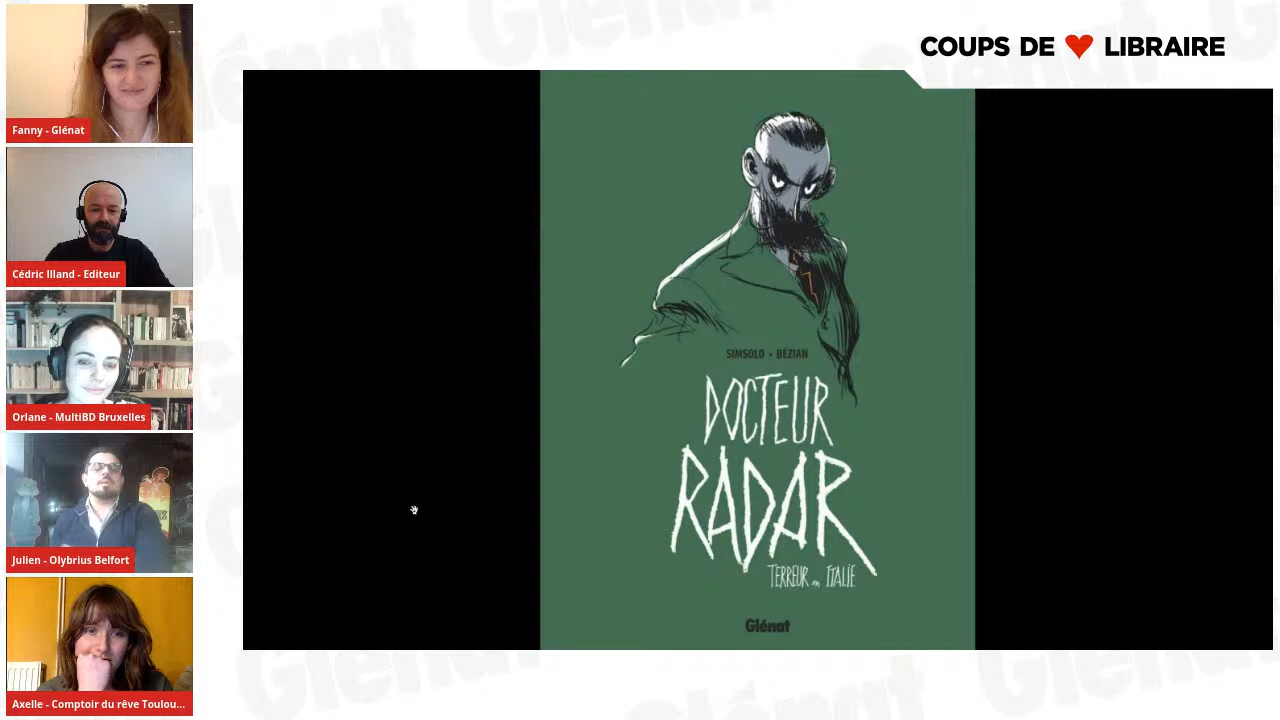 COUPS DE ❤ LIBRAIRE
Fanny - Glénat
Cédric Illand - Editeur
Orlane - MultiBD Bruxelles
Julien - Olybrius Belfort
Axelle - Comptoir du rêve Toulou...
SIMSOLO • BÉZIAN
DOCTEUR
RADAR
TERREUR en ITALIE
Glénat